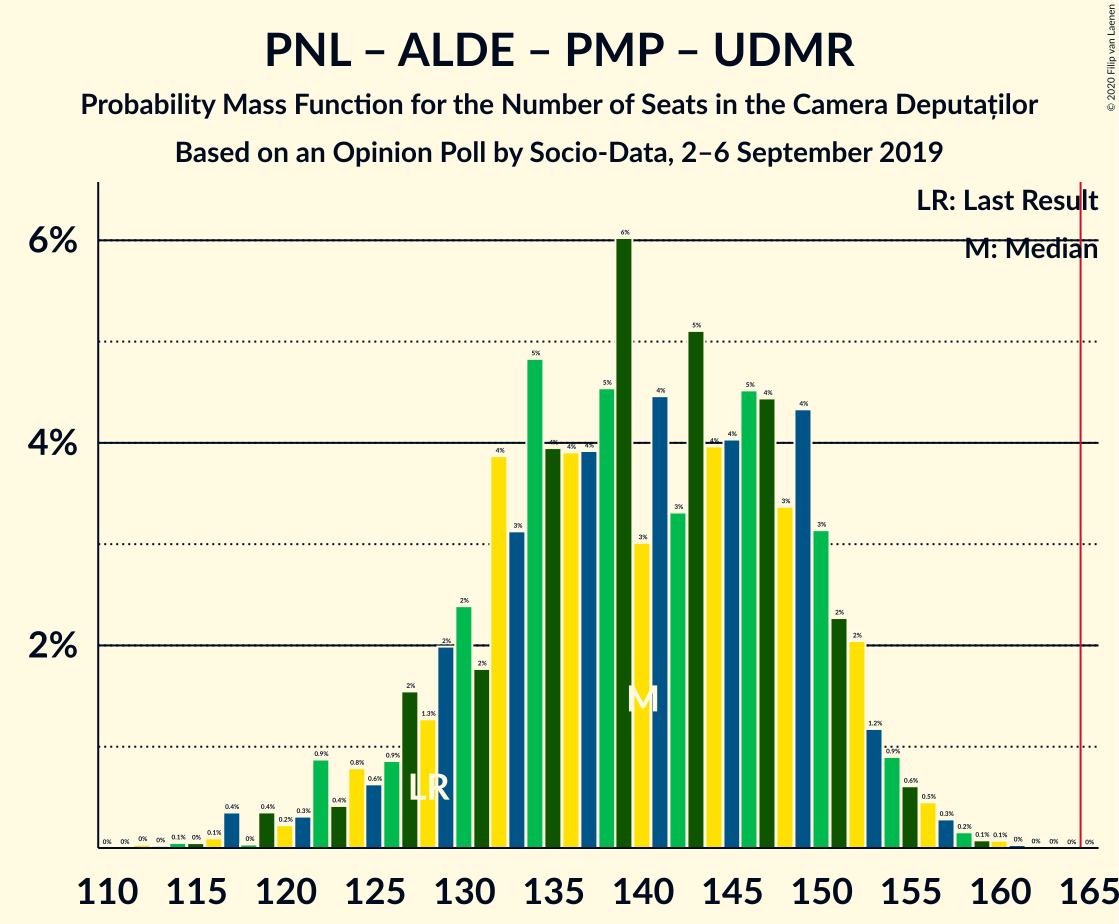 PNL – ALDE – PMP – UDMR
Probability Mass Function for the Number of Seats in the Camera Deputaților
Based on an Opinion Poll by Socio-Data, 2–6 September 2019
© 2020 Filip van Laenen
LR: Last Result
M: Median
6%
4%
2%
0% 0% 0% 0% 0.1% 0% 0.1% 0.4% 0% 0.4% 0.2% 0.3% 0.9% 0.4% 0.8% 0.6% 0.9% 2% 1.3% 2% 2% 2% 4% 3% 5% 4% 4% 4% 5% 6% 3% 4% 3% 5% 4% 4% 5% 4% 3% 4% 3% 2% 2% 1.2% 0.9% 0.6% 0.5% 0.3% 0.2% 0.1% 0.1% 0% 0% 0% 0% 0%
M
LR
110 115 120 125 130 135 140 145 150 155 160 165